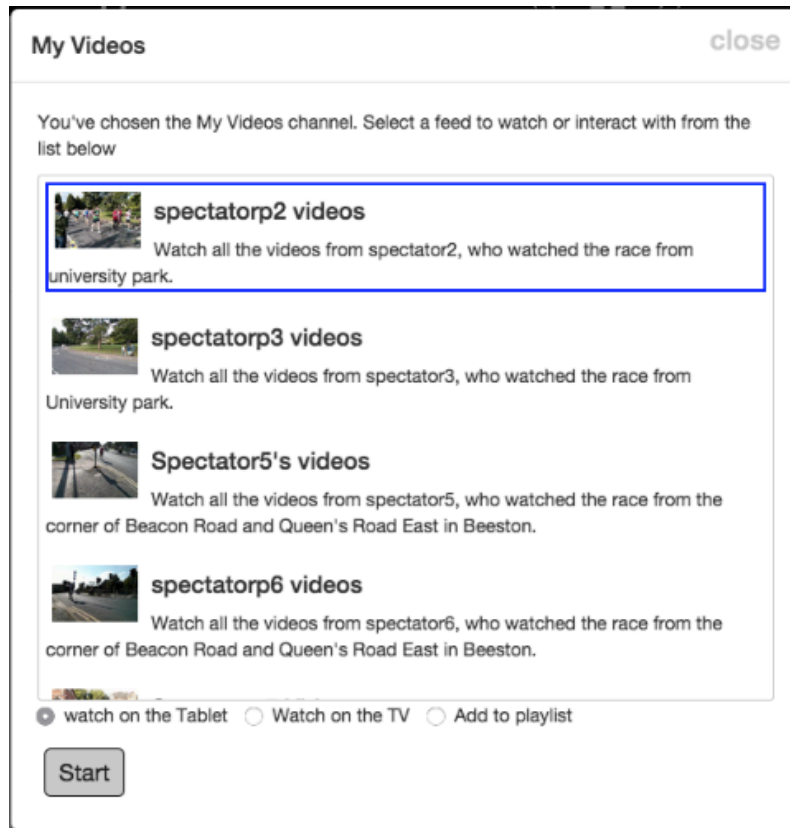 My Videos
close
You've chosen the My Videos channel. Select a feed to watch or interact with from the
list below
spectatorp2 videos
Watch all the videos from spectator2, who watched the race from
university park.
spectatorp3 videos
Watch all the videos from spectator3, who watched the race from
University park.
Spectator5's videos
Watch all the videos from spectator5, who watched the race from the
corner of Beacon Road and Queen's Road East in Beeston.
spectatorp6 videos
Watch all the videos from spectator6, who watched the race from the
corner of Beacon Road and Queen's Road East in Beeston.
watch on the Tablet Watch on the TV Add to playlist
Start